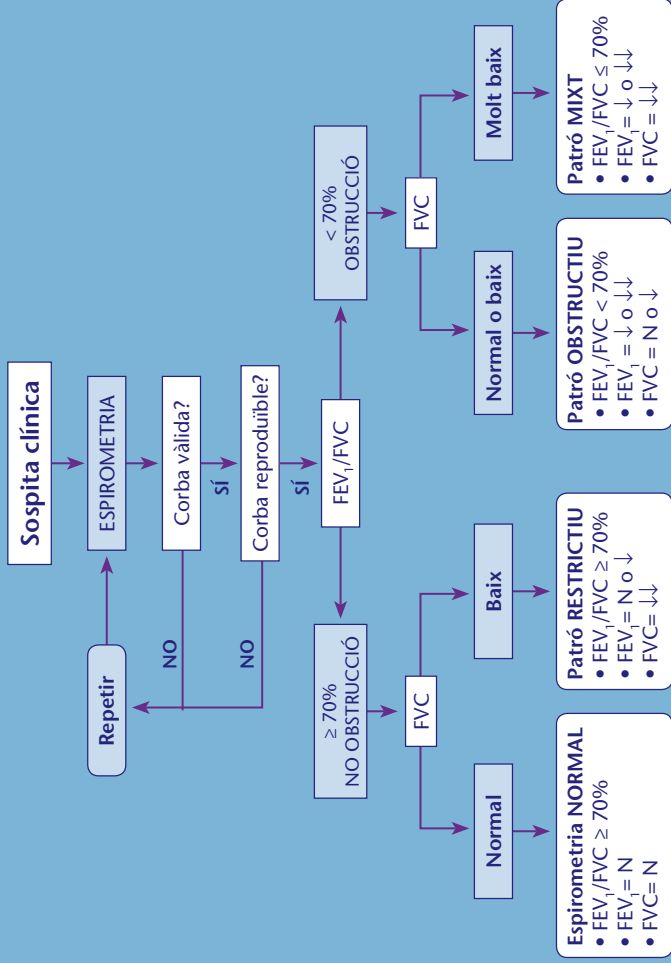 Sospita clínica
ESPIROMETRIA
Repetir
Corba vàlida?
NO
SÍ
Corba reproduïble?
NO
SÍ
FEV₁/FVC
≥ 70%
NO OBSTRUCCIÓ
< 70%
OBSTRUCCIÓ
FVC
FVC
Normal
Baix
Normal o baix
Molt baix
Espirometria NORMAL
• FEV₁/FVC ≥ 70%
• FEV₁= N
• FVC= N
Patró RESTRICTIU
• FEV₁/FVC ≥ 70%
• FEV₁= N o ↓
• FVC= ↓↓
Patró OBSTRUCTIU
• FEV₁/FVC < 70%
• FEV₁= ↓ o ↓↓
• FVC = N o ↓
Patró MIXT
• FEV₁/FVC ≤ 70%
• FEV₁= ↓ o ↓↓
• FVC = ↓↓